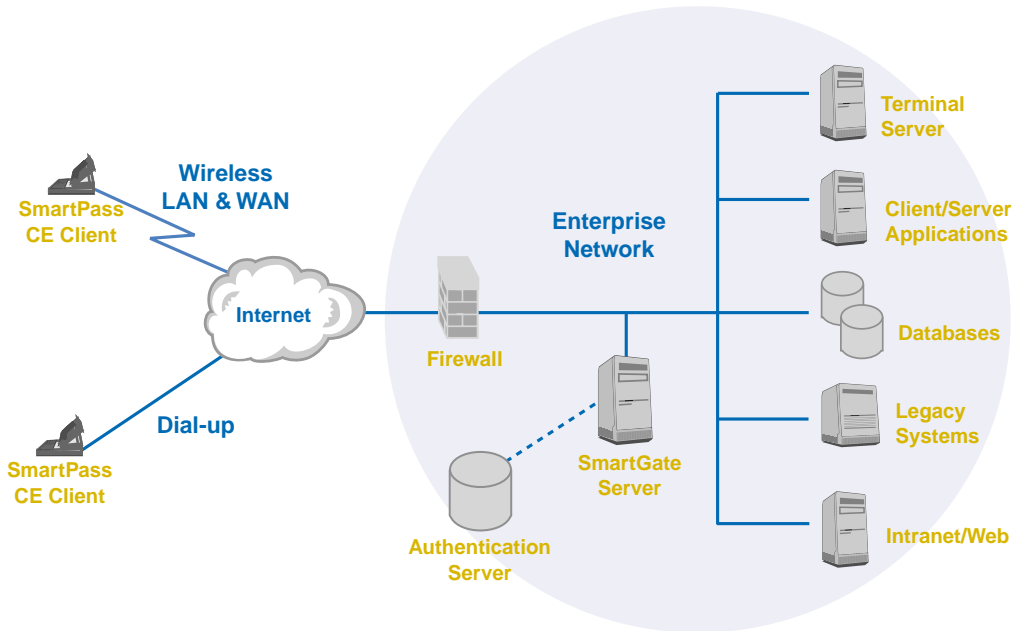 Wireless
LAN & WAN
SmartPass
CE Client
Internet
Dial-up
SmartPass
CE Client
Enterprise
Network
Firewall
SmartGate
Server
Authentication
Server
Terminal
Server
Client/Server
Applications
Databases
Legacy
Systems
Intranet/Web